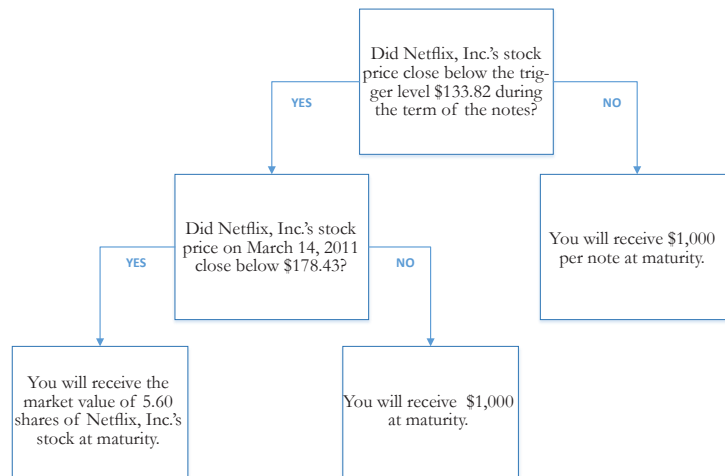 Did Netflix, Inc.'s stock
price close below the trig-
ger level $133.82 during
the term of the notes?
YES
NO
Did Netflix, Inc.'s stock
price on March 14, 2011
close below $178.43?
You will receive $1,000
per note at maturity.
YES
NO
You will receive the
market value of 5.60
shares of Netflix, Inc.'s
stock at maturity.
You will receive $1,000
at maturity.